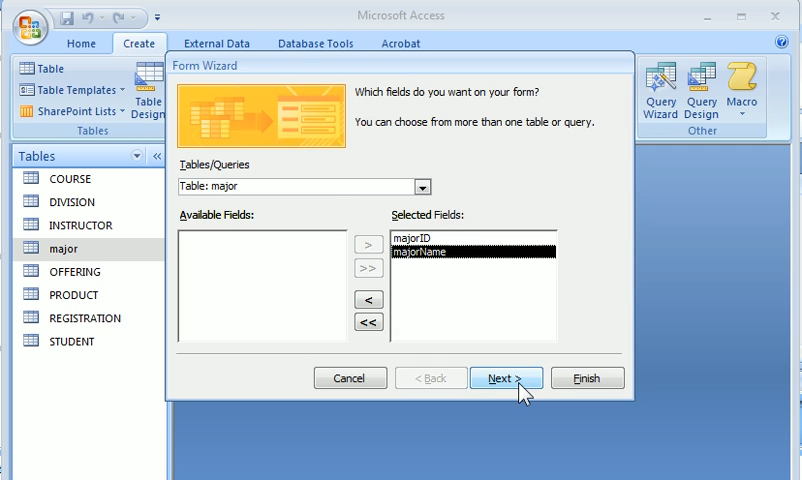 Microsoft Access
Home Create External Data Database Tools Acrobat
Table
Table Templates
SharePoint Lists
Table Design
Tables
Query Wizard
Query Design
Macro
Other
Tables
COURSE
DIVISION
INSTRUCTOR
major
OFFERING
PRODUCT
REGISTRATION
STUDENT
Form Wizard
Which fields do you want on your form?
You can choose from more than one table or query.
Tables/Queries
Table: major
Available Fields:
Selected Fields:
majorID
majorName
>
>>
<
<<
Cancel < Back Next > Finish